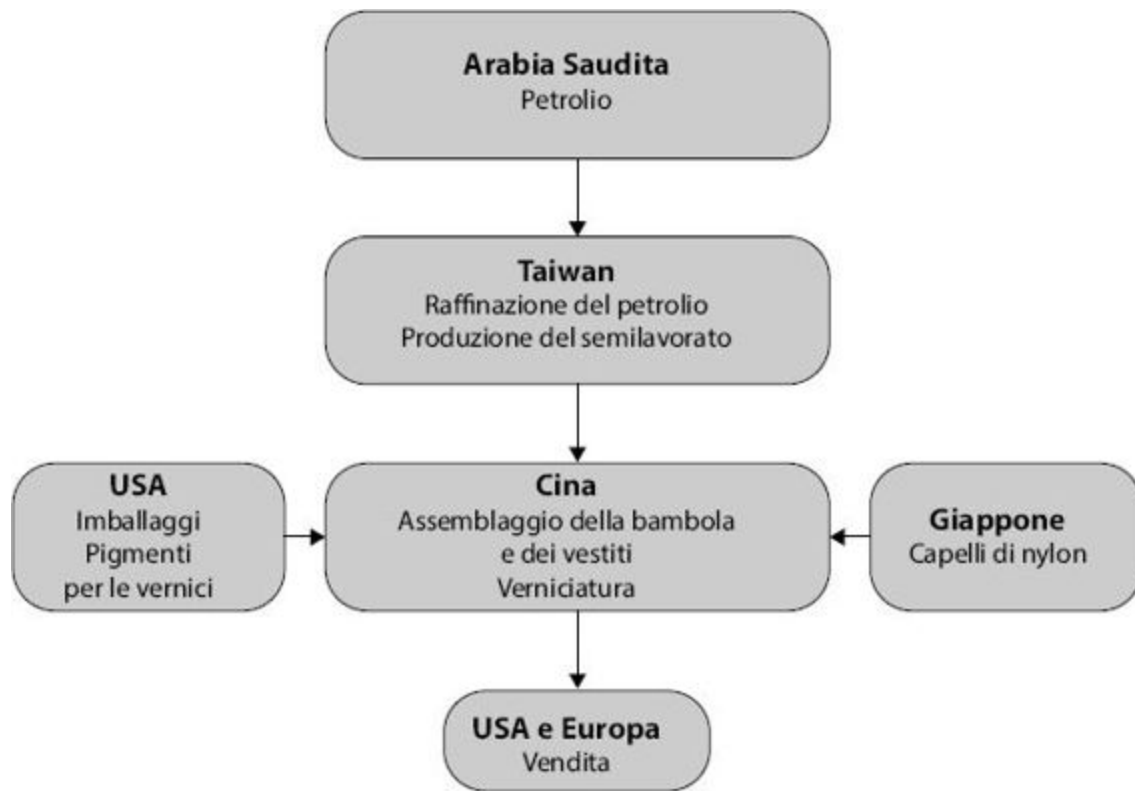 Arabia Saudita
Petrolio
Taiwan
Raffinazione del petrolio
Produzione del semilavorato
USA
Imballaggi
Pigmenti
per le vernici
Cina
Assemblaggio della bambola
e dei vestiti
Verniciatura
Giappone
Capelli di nylon
USA e Europa
Vendita